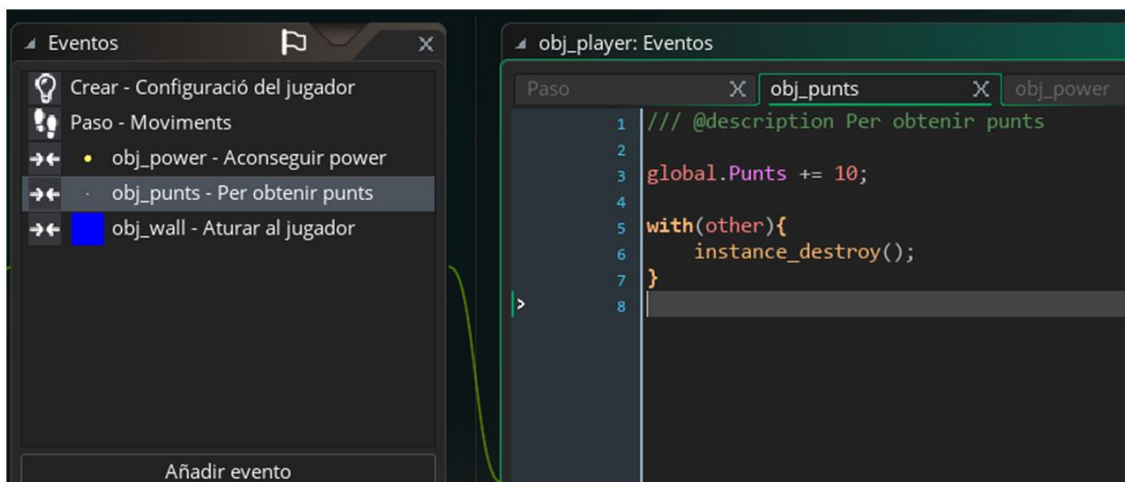 Eventos
Crear - Configuració del jugador
Paso - Moviments
obj_power - Aconseguir power
obj_punts - Per obtenir punts
obj_wall - Aturar al jugador
Añadir evento
obj_player: Eventos
Paso
obj_punts
obj_power
1 /// @description Per obtenir punts
2
3 global.Punts += 10;
4
5 with(other){
6 instance_destroy();
7 }
8